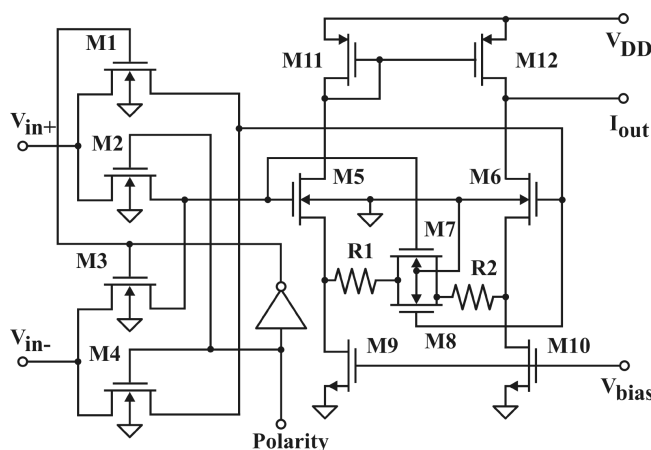 M1
M11
M12
V_DD
V_in+
M2
I_out
M5
M6
M7
M3
R1
R2
V_in-
M4
M8
M9
M10
V_bias
Polarity